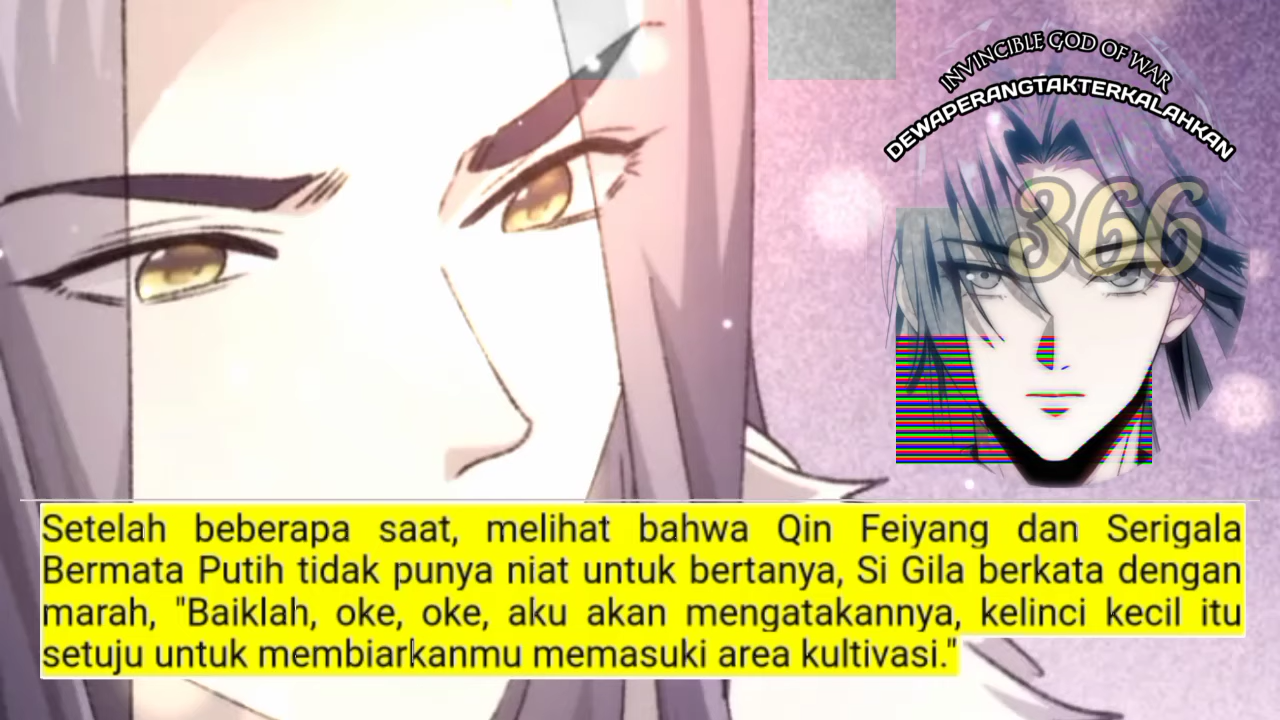 INVINCIBLE GOD OF WAR
DEWAPERANGTAKTERKALAHKAN
366
Setelah beberapa saat, melihat bahwa Qin Feiyang dan Serigala
Bermata Putih tidak punya niat untuk bertanya, Si Gila berkata dengan
marah, "Baiklah, oke, oke, aku akan mengatakannya, kelinci kecil itu
setuju untuk membiarkanmu memasuki area kultivasi."